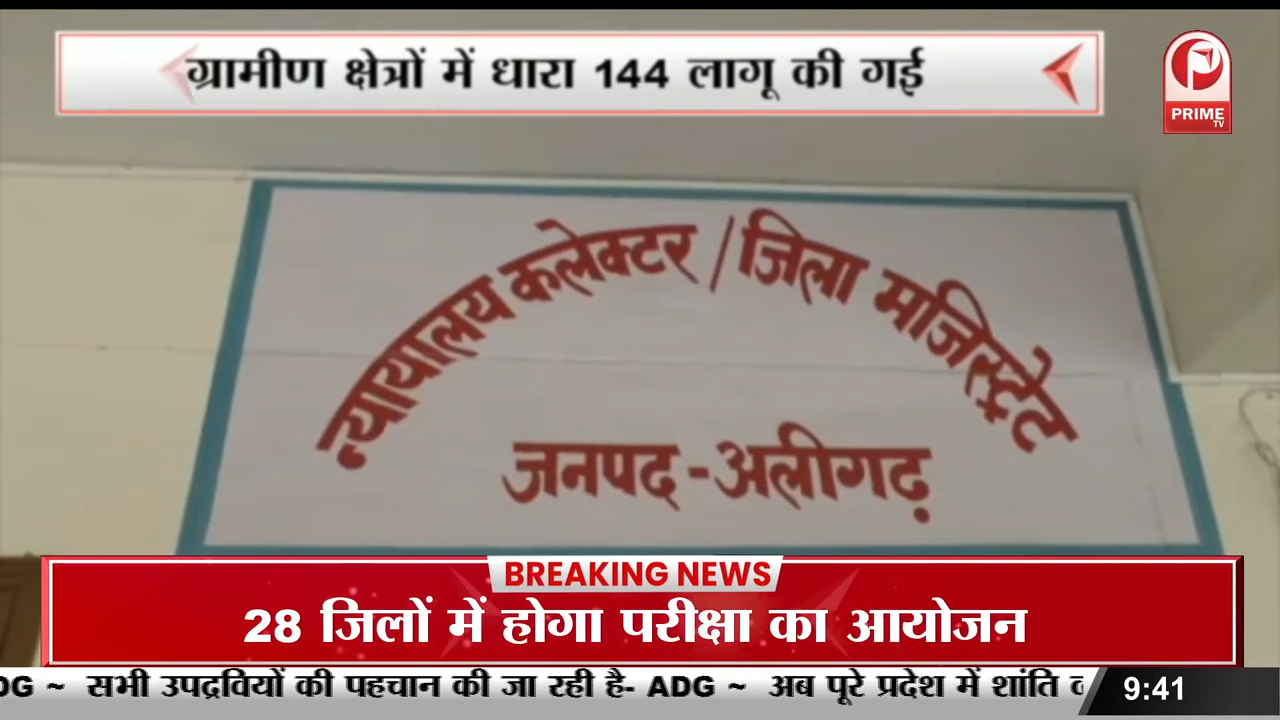 ग्रामीण क्षेत्रों में धारा 144 लागू की गई
PRIME
TV
न्यायालय कलेक्टर / जिला मजिस्ट्रेट
जनपद-अलीगढ़
BREAKING NEWS
28 जिलों में होगा परीक्षा का आयोजन
DG ~ सभी उपद्रवियों की पहचान की जा रही है- ADG ~ अब पूरे प्रदेश में शांति
9:41